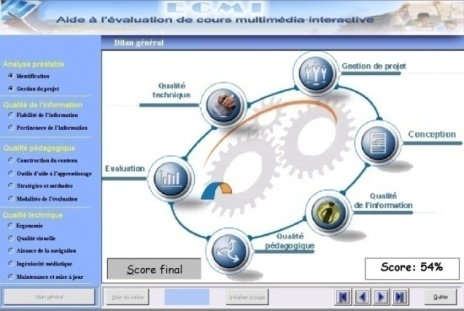 ECMI
Aide à l'évaluation de cours multimédia interactive
Bilan général
Analyse préalable
Identification
Gestion du projet
Qualité de l'information
Fiabilité de l'information
Pertinence de l'information
Qualité pédagogique
Construction du contenu
Outils d'aide à l'apprentissage
Stratégies et méthodes
Modalités de l'évaluation
Qualité technique
Ergonomie
Qualité visuelle
Aisance de la navigation
Ingéniosité médiatique
Maintenance et mise à jour
Gestion de projet
Qualité
technique
Conception
Evaluation
Qualité
de l'information
Qualité
pédagogique
Score final
Score: 54%
Bilan général
Bilan du critère
Initialiser la page
Quitter